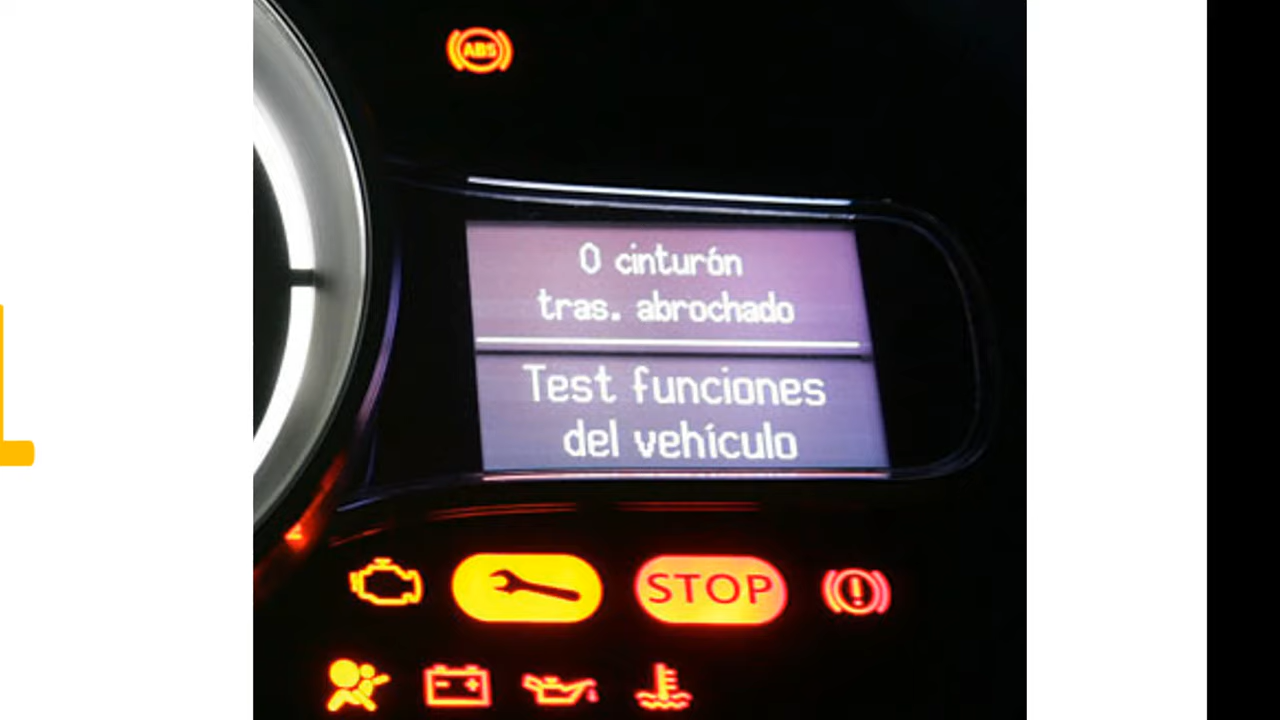 ABS
0 cinturón
tras. abrochado
Test funciones
del vehículo
STOP